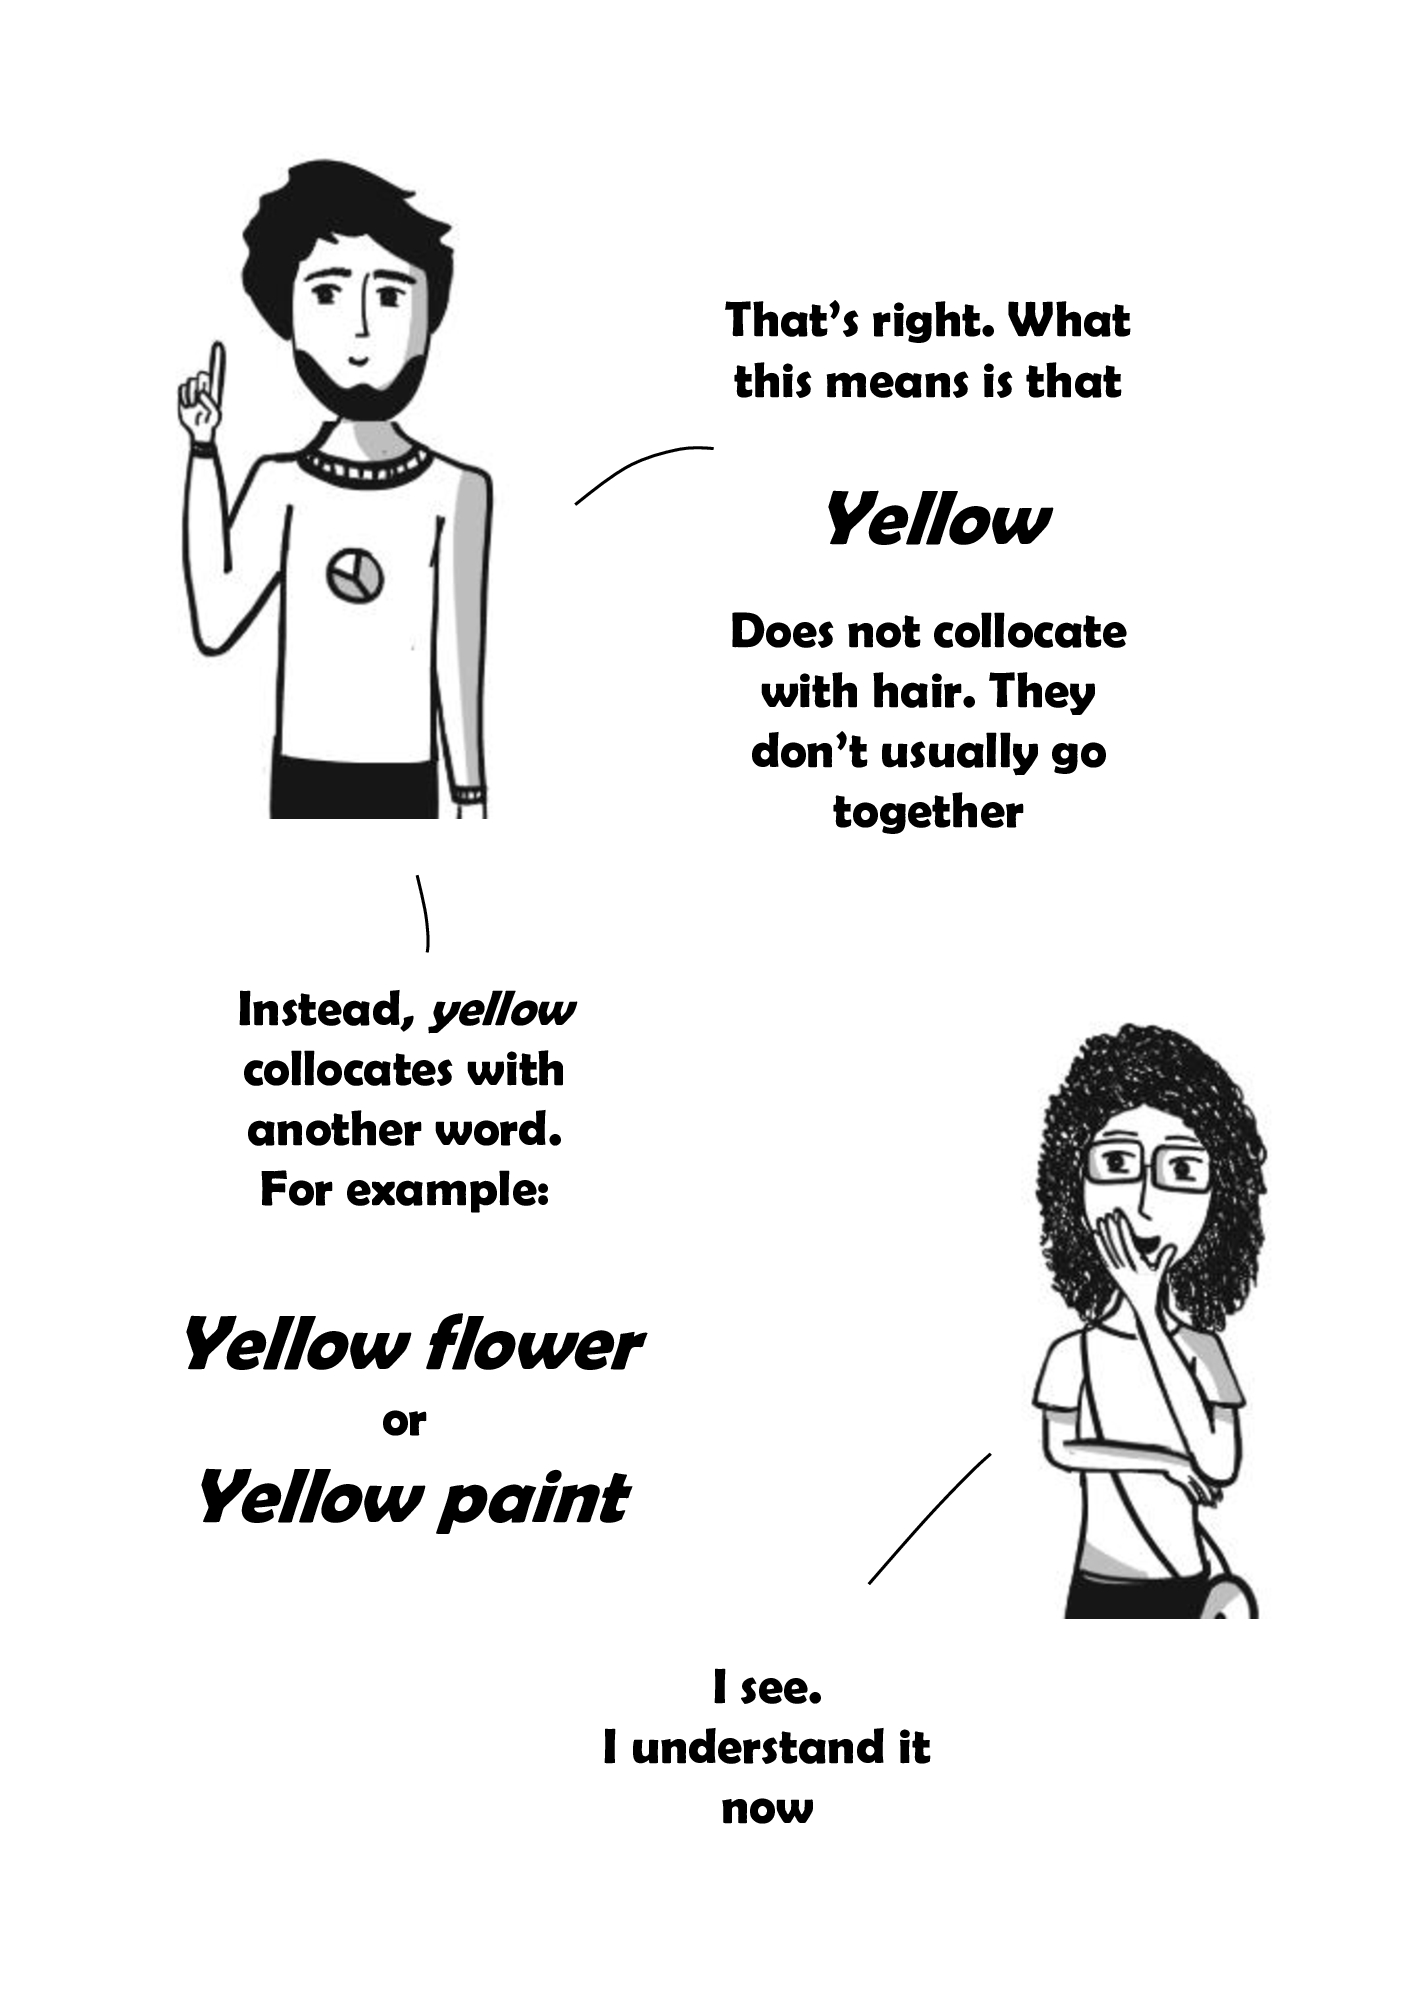 That’s right. What
this means is that
Yellow
Does not collocate
with hair. They
don’t usually go
together
Instead, yellow
collocates with
another word.
For example:
Yellow flower
or
Yellow paint
I see.
I understand it
now